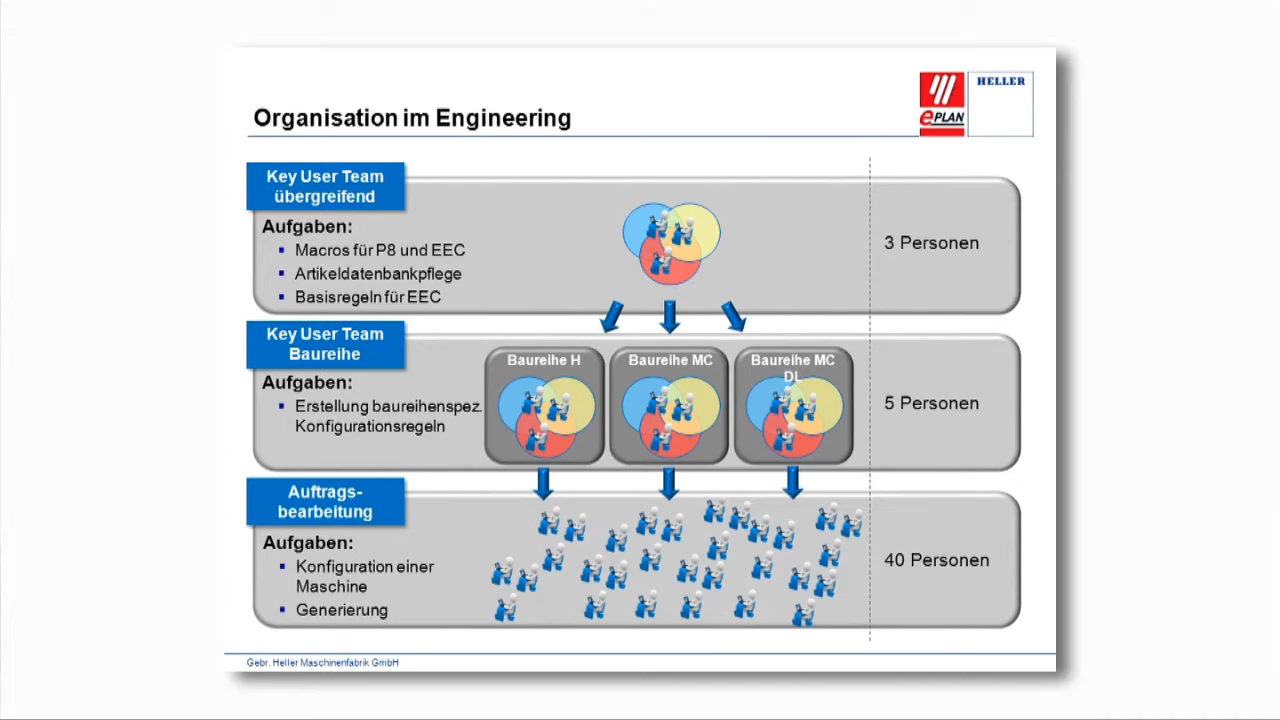 Organisation im Engineering
ePLAN
HELLER
Key User Team
übergreifend
Aufgaben:
Macros für P8 und EEC
Artikeldatenbankpflege
Basisregeln für EEC
3 Personen
Key User Team
Baureihe
Aufgaben:
Erstellung baureihenspez.
Konfigurationsregeln
Baureihe H
Baureihe MC
Baureihe MC
DL
5 Personen
Auftrags-
bearbeitung
Aufgaben:
Konfiguration einer
Maschine
Generierung
40 Personen
Gebr. Heller Maschinenfabrik GmbH